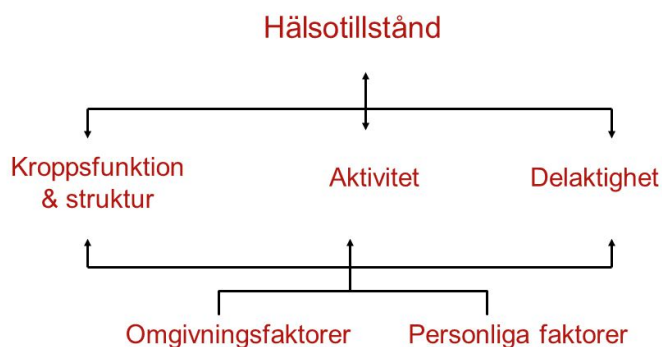 Hälsotillstånd
Kroppsfunktion
& struktur
Aktivitet
Delaktighet
Omgivningsfaktorer
Personliga faktorer